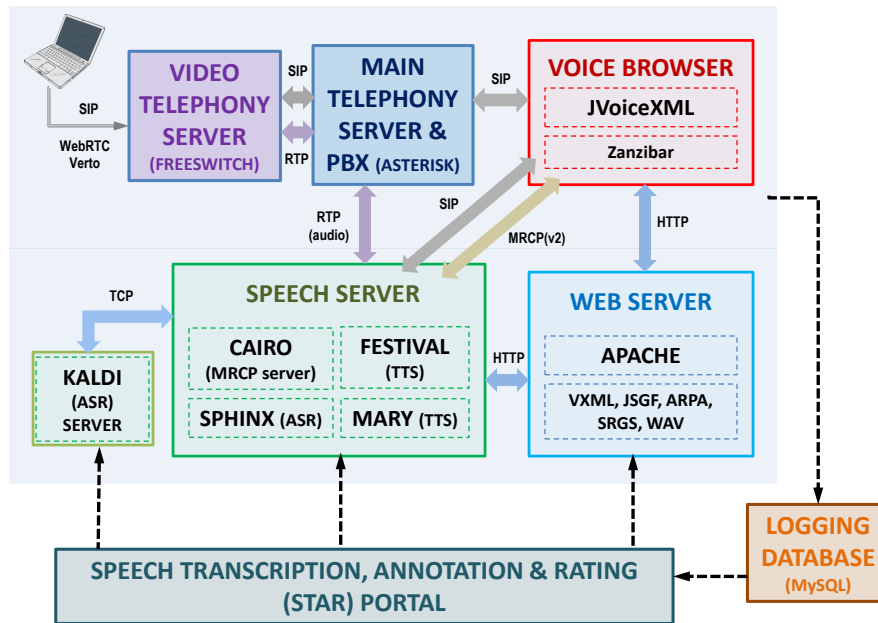 SIP
WebRTC
Verto
VIDEO
TELEPHONY
SERVER
(FREESWITCH)
SIP
RTP
MAIN
TELEPHONY
SERVER &
PBX (ASTERISK)
SIP
VOICE BROWSER
JVoiceXML
Zanzibar
RTP
(audio)
SIP
MRCP(v2)
HTTP
TCP
KALDI
(ASR)
SERVER
SPEECH SERVER
CAIRO
(MRCP server)
FESTIVAL
(TTS)
SPHINX (ASR)
MARY (TTS)
HTTP
WEB SERVER
APACHE
VXML, JSGF, ARPA,
SRGS, WAV
LOGGING
DATABASE
(MySQL)
SPEECH TRANSCRIPTION, ANNOTATION & RATING
(STAR) PORTAL